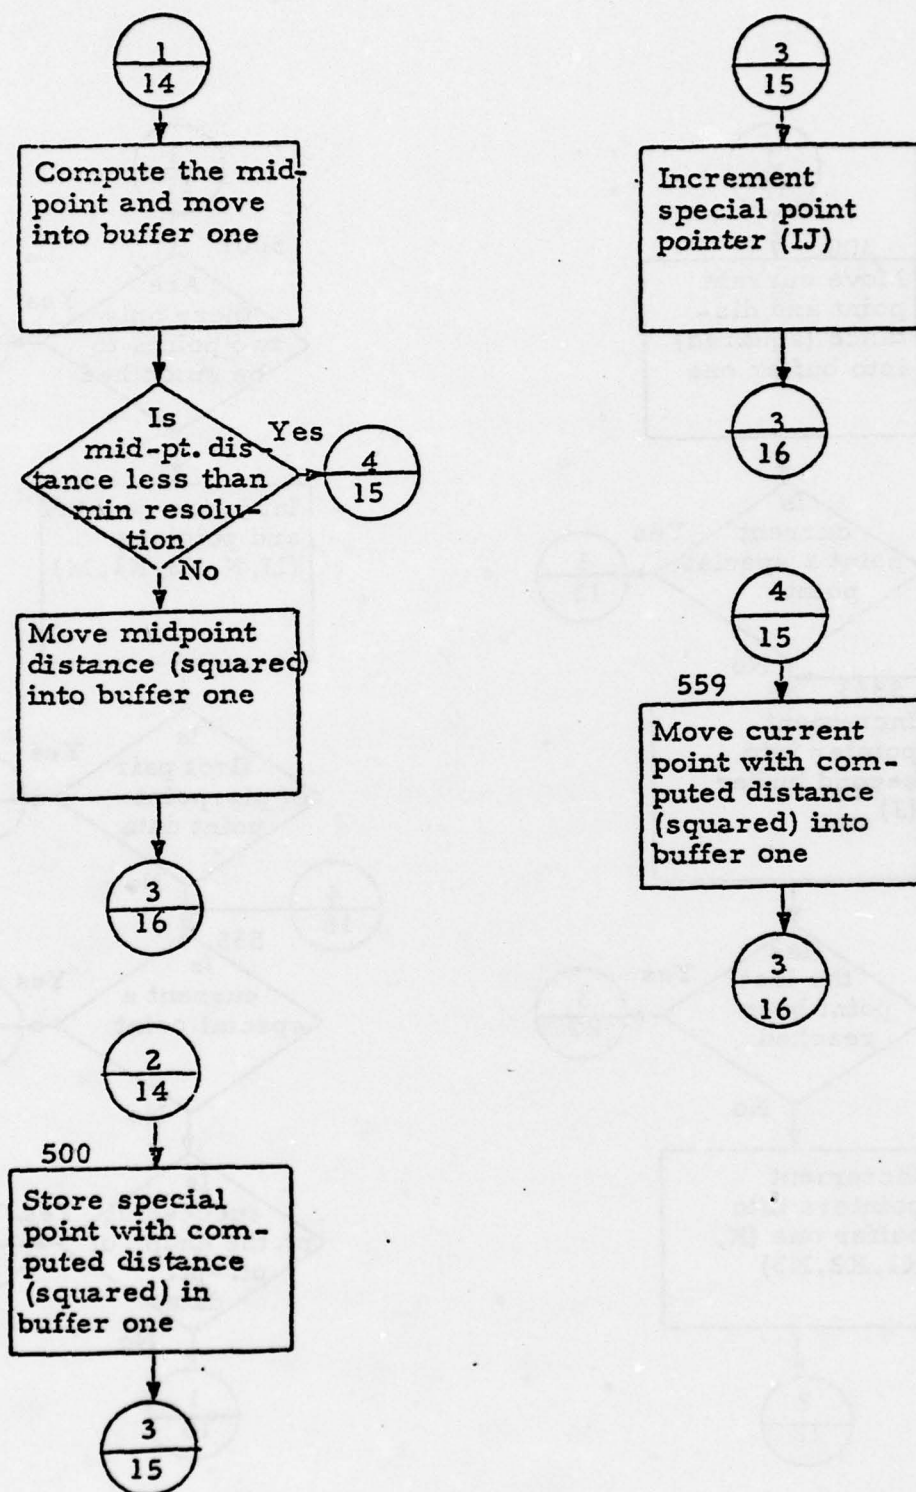 1
14
Compute the mid-
point and move
into buffer one
Is
mid-pt. dis-
tance less than
min resolu-
tion
Yes
4
15
No
Move midpoint
distance (squared)
into buffer one
3
16
2
14
500
Store special
point with com-
puted distance
(squared) in
buffer one
3
15
3
15
Increment
special point
pointer (IJ)
3
16
4
15
559
Move current
point with com-
puted distance
(squared) into
buffer one
3
16